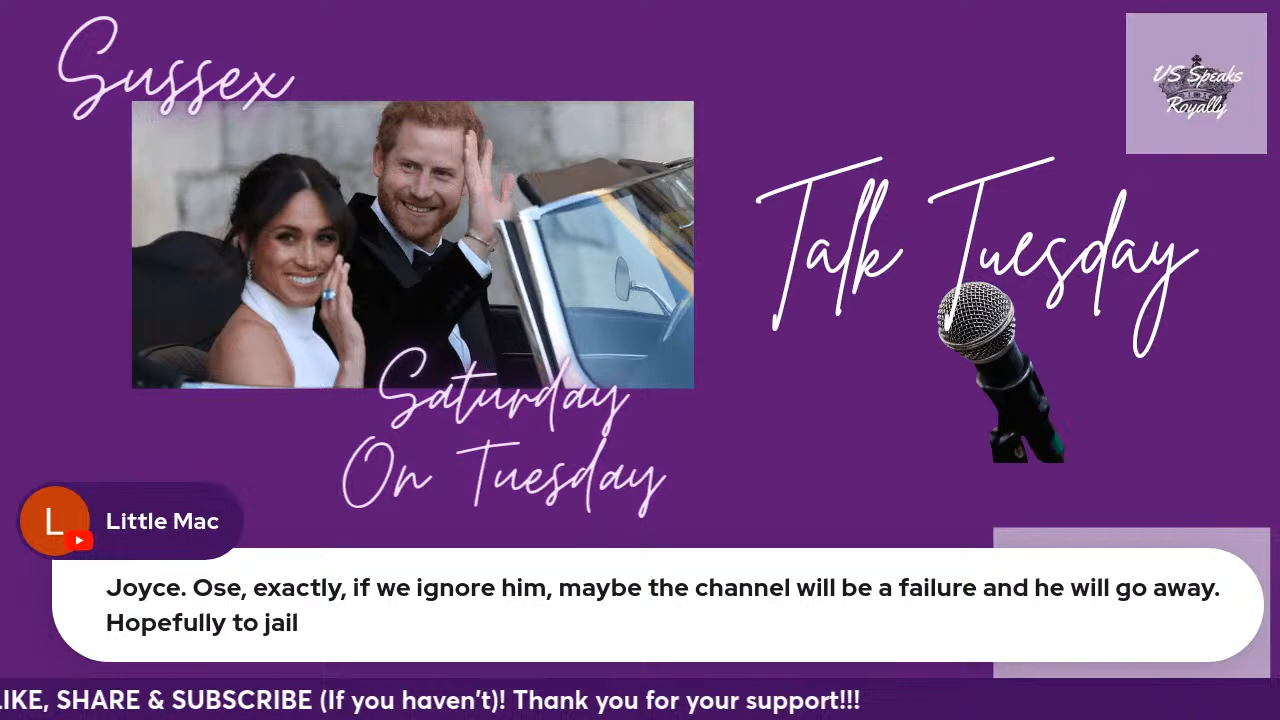 Sussex
US Speaks
Royally
Talk Tuesday
Saturday
On Tuesday
L
Little Mac
Joyce. Ose, exactly, if we ignore him, maybe the channel will be a failure and he will go away.
Hopefully to jail
LIKE, SHARE & SUBSCRIBE (If you haven't)! Thank you for your support!!!